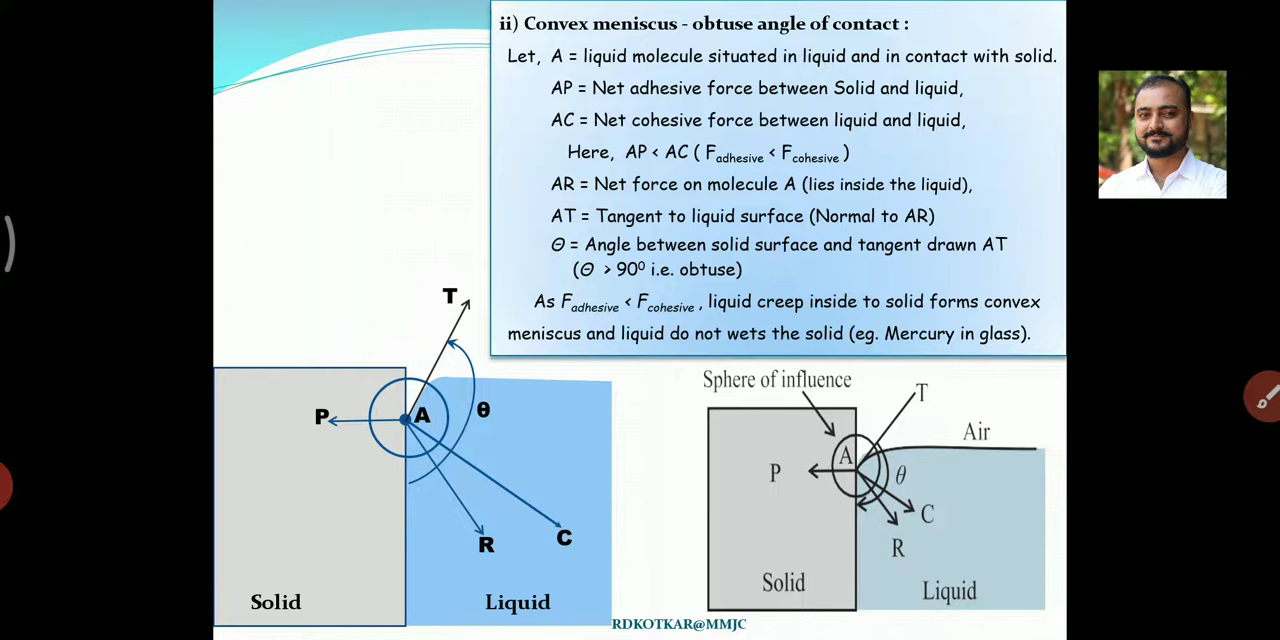 ii) Convex meniscus - obtuse angle of contact :
Let, A = liquid molecule situated in liquid and in contact with solid.
AP = Net adhesive force between Solid and liquid,
AC = Net cohesive force between liquid and liquid,
Here, AP < AC ( Fadhesive < Fcohesive )
AR = Net force on molecule A (lies inside the liquid),
AT = Tangent to liquid surface (Normal to AR)
Θ = Angle between solid surface and tangent drawn AT
(Θ > 90⁰ i.e. obtuse)
As Fadhesive < Fcohesive , liquid creep inside to solid forms convex
meniscus and liquid do not wets the solid (eg. Mercury in glass).
T
P
A
θ
R
C
Solid
Liquid
Sphere of influence
T
Air
A
P
θ
C
R
Solid
Liquid
RDKOTKAR@MMJC